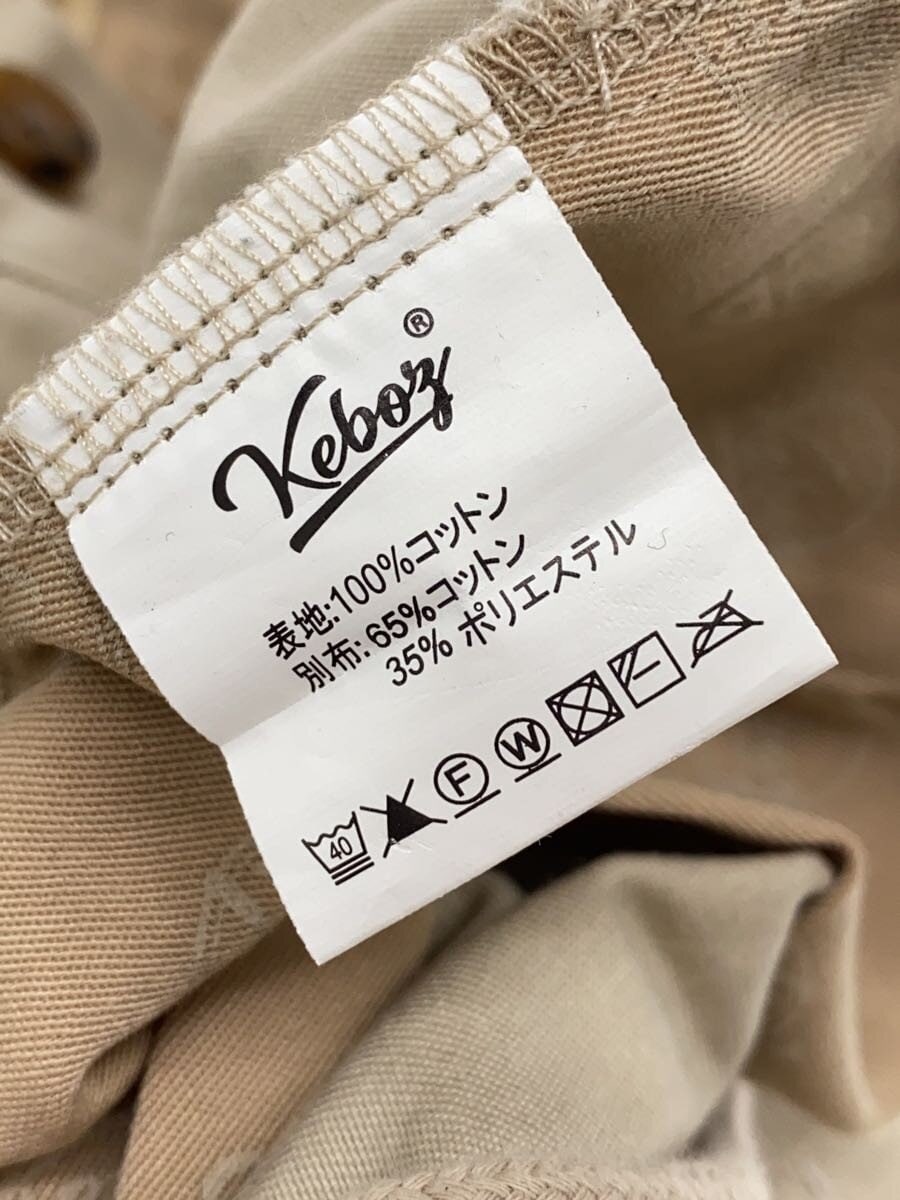 Keboz®
表地:100%コットン
別布: 65%コットン
35% ポリエステル
40 F W